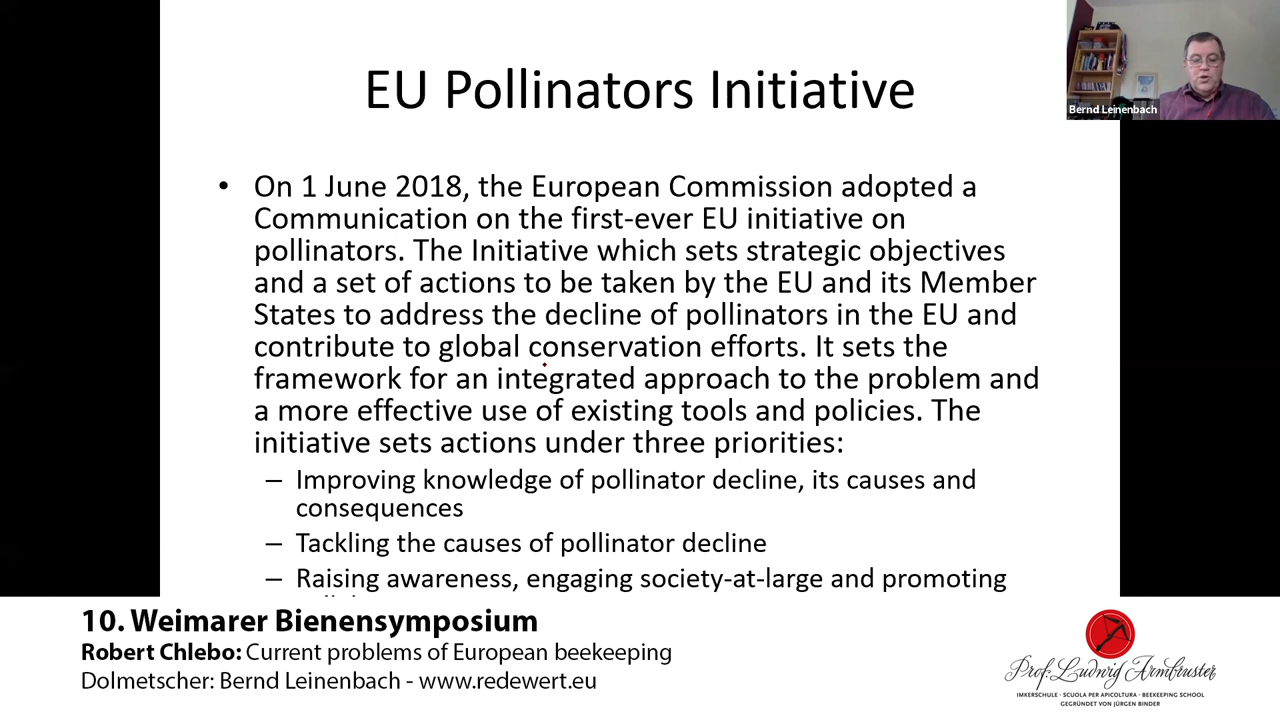 EU Pollinators Initiative
Bernd Leinenbach
• On 1 June 2018, the European Commission adopted a
Communication on the first-ever EU initiative on
pollinators. The Initiative which sets strategic objectives
and a set of actions to be taken by the EU and its Member
States to address the decline of pollinators in the EU and
contribute to global conservation efforts. It sets the
framework for an integrated approach to the problem and
a more effective use of existing tools and policies. The
initiative sets actions under three priorities:
– Improving knowledge of pollinator decline, its causes and
consequences
– Tackling the causes of pollinator decline
– Raising awareness, engaging society-at-large and promoting
10. Weimarer Bienensymposium
Robert Chlebo: Current problems of European beekeeping
Dolmetscher: Bernd Leinenbach - www.redewert.eu
Prof. Ludwig Armbruster
IMKERSCHULE · SCUOLA PER APICOLTURA · BEEKEEPING SCHOOL
GEGRÜNDET VON JÜRGEN BINDER